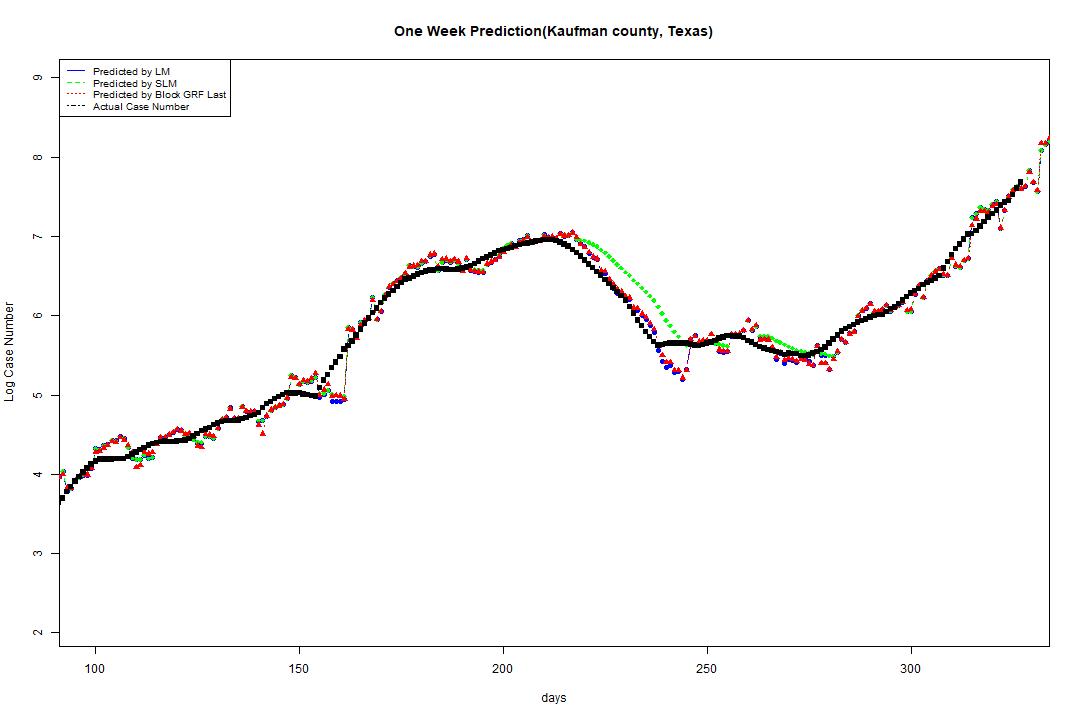 One Week Prediction(Kaufman county, Texas)
Predicted by LM
Predicted by SLM
Predicted by Block GRF Last
Actual Case Number
9
8
7
6
5
4
3
2
Log Case Number
100 150 200 250 300
days